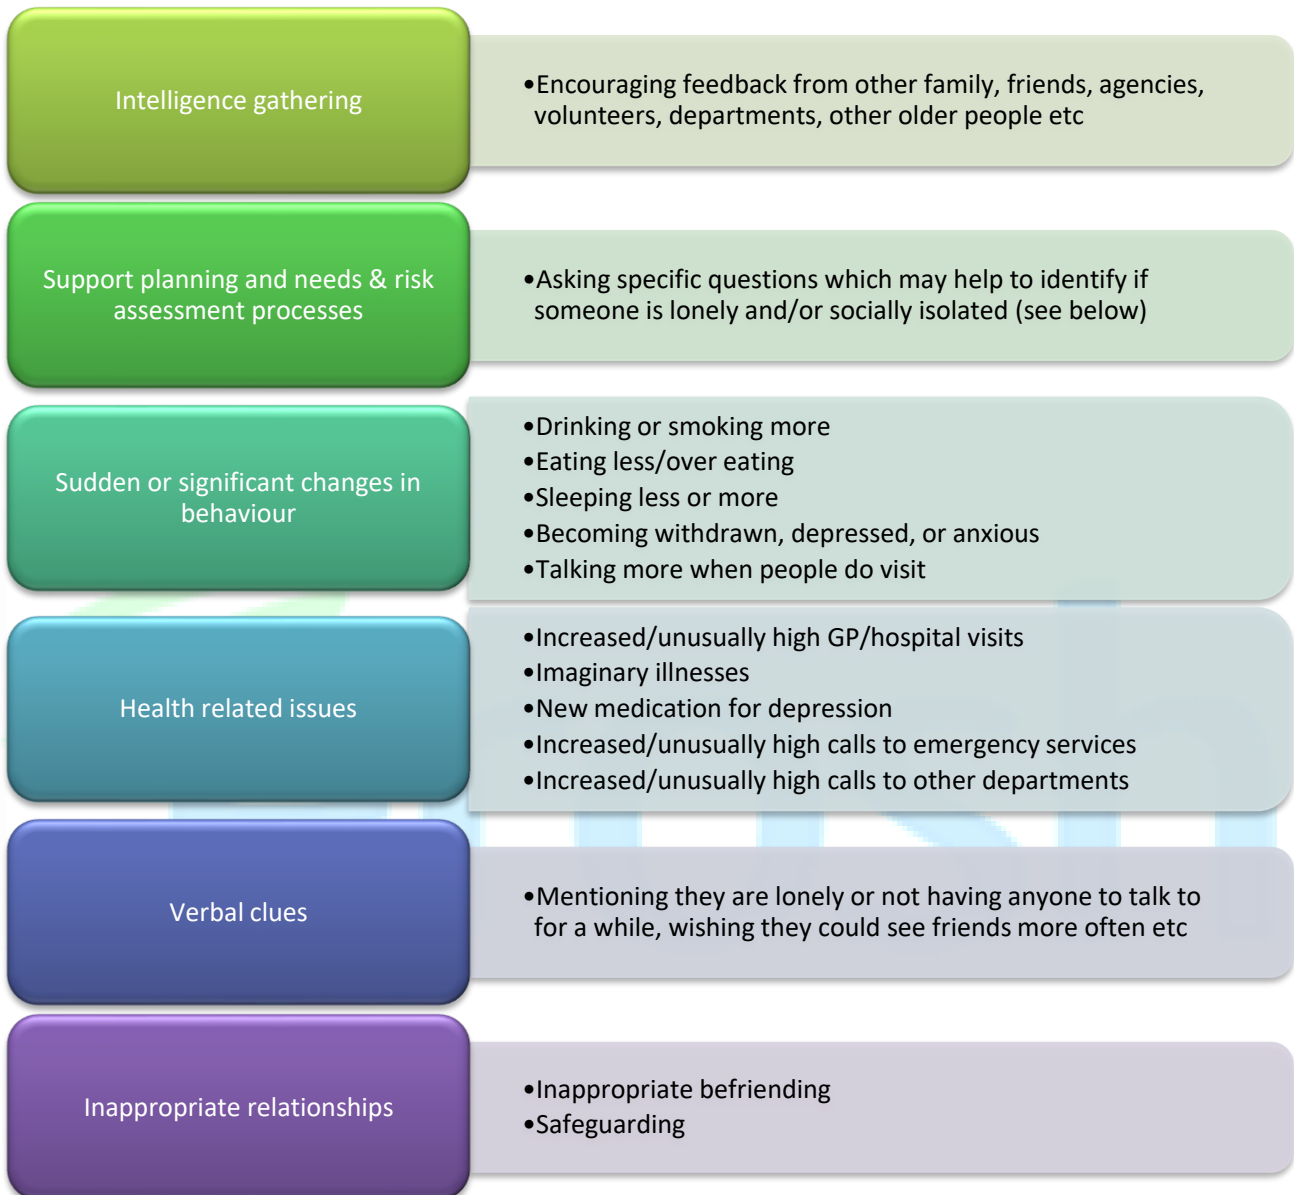 Intelligence gathering
•Encouraging feedback from other family, friends, agencies,
volunteers, departments, other older people etc
Support planning and needs & risk
assessment processes
•Asking specific questions which may help to identify if
someone is lonely and/or socially isolated (see below)
Sudden or significant changes in
behaviour
•Drinking or smoking more
•Eating less/over eating
•Sleeping less or more
•Becoming withdrawn, depressed, or anxious
•Talking more when people do visit
Health related issues
•Increased/unusually high GP/hospital visits
•Imaginary illnesses
•New medication for depression
•Increased/unusually high calls to emergency services
•Increased/unusually high calls to other departments
Verbal clues
•Mentioning they are lonely or not having anyone to talk to
for a while, wishing they could see friends more often etc
Inappropriate relationships
•Inappropriate befriending
•Safeguarding